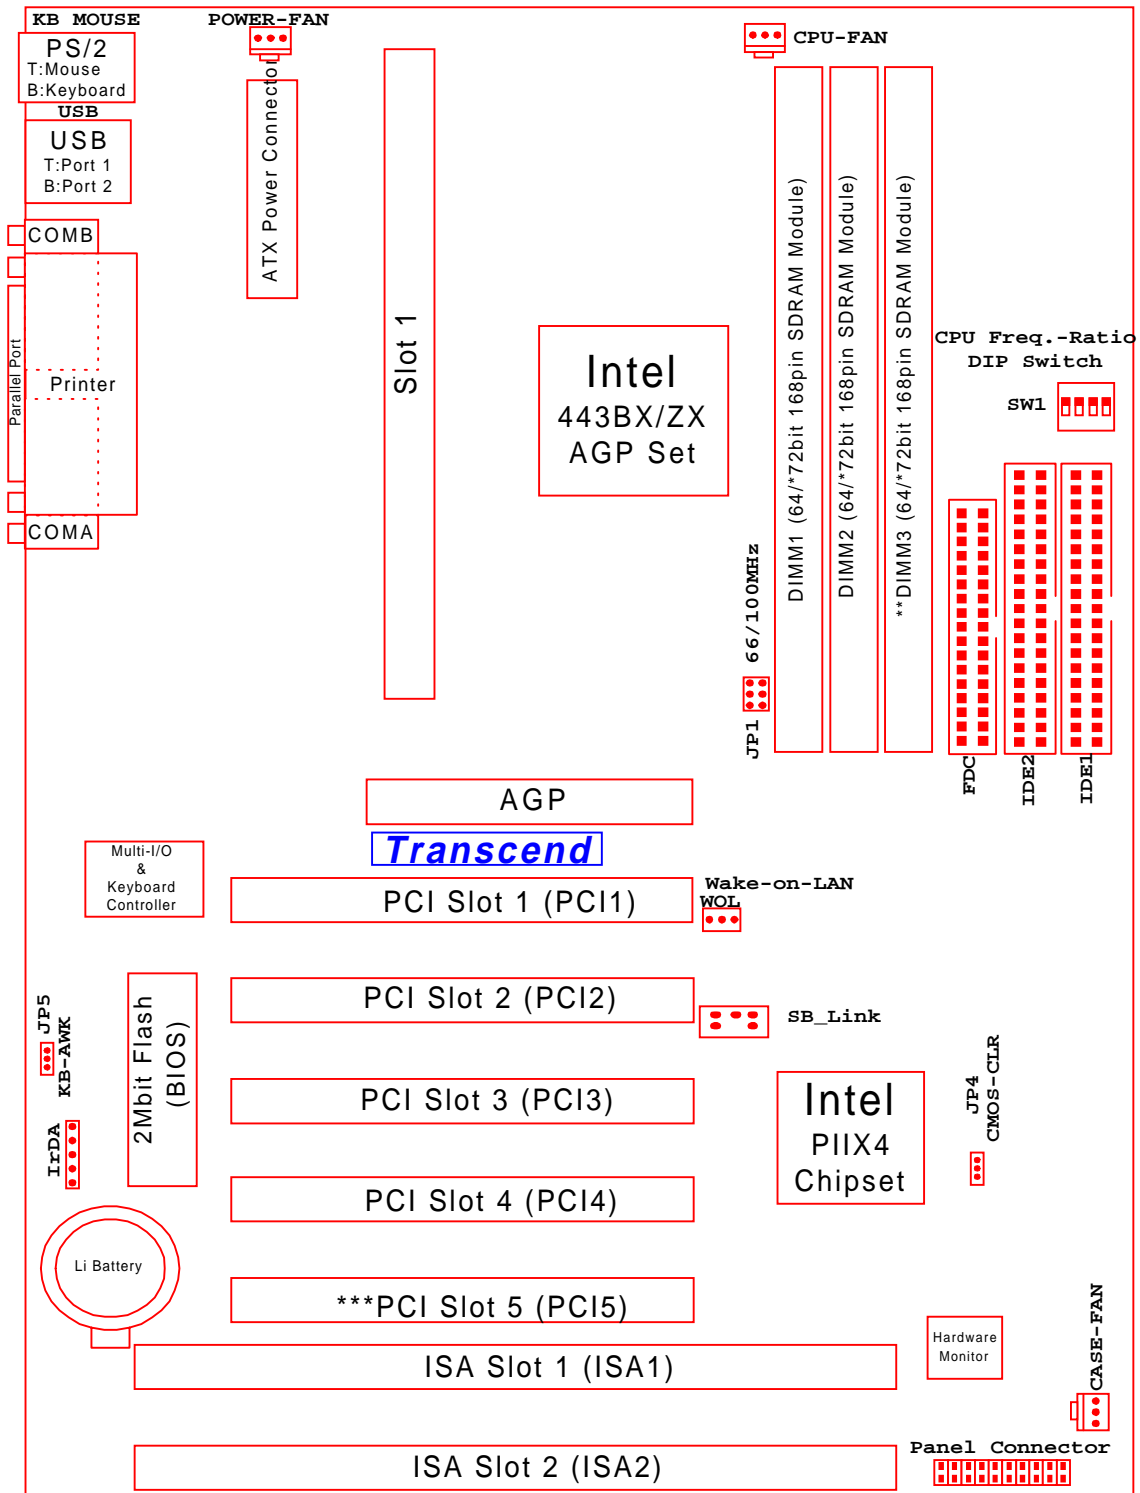 KB MOUSE
POWER-FAN
CPU-FAN
PS/2
T:Mouse
B:Keyboard
USB
USB
T:Port 1
B:Port 2
ATX Power Connector
COMB
Parallel Port
Printer
COMA
Slot 1
Intel
443BX/ZX
AGP Set
DIMM1 (64/*72bit 168pin SDRAM Module)
DIMM2 (64/*72bit 168pin SDRAM Module)
**DIMM3 (64/*72bit 168pin SDRAM Module)
CPU Freq.-Ratio
DIP Switch
SW1
JP1 66/100MHz
FDC
IDE2
IDE1
AGP
Transcend
Multi-I/O
&
Keyboard
Controller
PCI Slot 1 (PCI1)
Wake-on-LAN
WOL
PCI Slot 2 (PCI2)
SB_Link
JP5
KB-AWK
2Mbit Flash
(BIOS)
PCI Slot 3 (PCI3)
Intel
PIIX4
Chipset
JP4
CMOS-CLR
IrDA
PCI Slot 4 (PCI4)
Li Battery
***PCI Slot 5 (PCI5)
Hardware
Monitor
CASE-FAN
ISA Slot 1 (ISA1)
Panel Connector
ISA Slot 2 (ISA2)